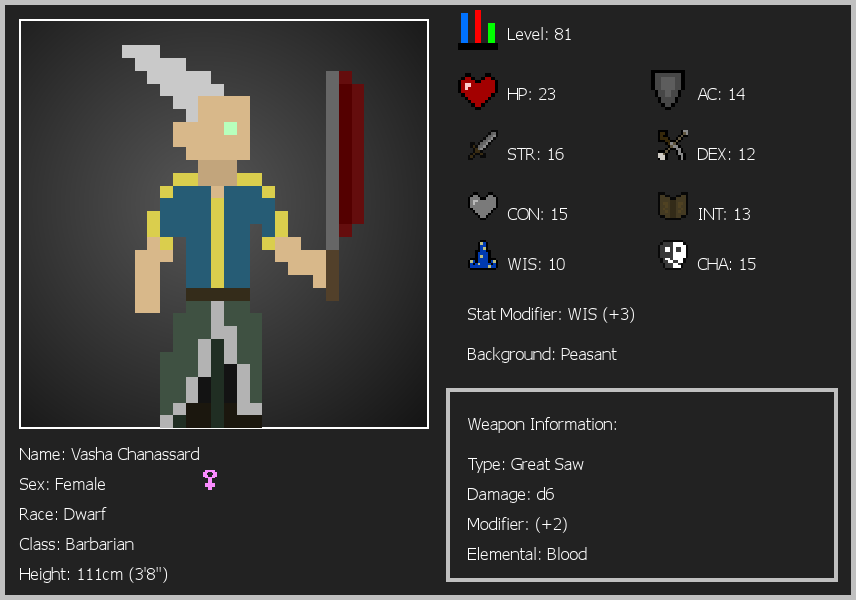 Level: 81
HP: 23
AC: 14
STR: 16
DEX: 12
CON: 15
INT: 13
WIS: 10
CHA: 15
Stat Modifier: WIS (+3)
Background: Peasant
Weapon Information:
Type: Great Saw
Damage: d6
Modifier: (+2)
Elemental: Blood
Name: Vasha Chanassard
Sex: Female
Race: Dwarf
Class: Barbarian
Height: 111cm (3'8")